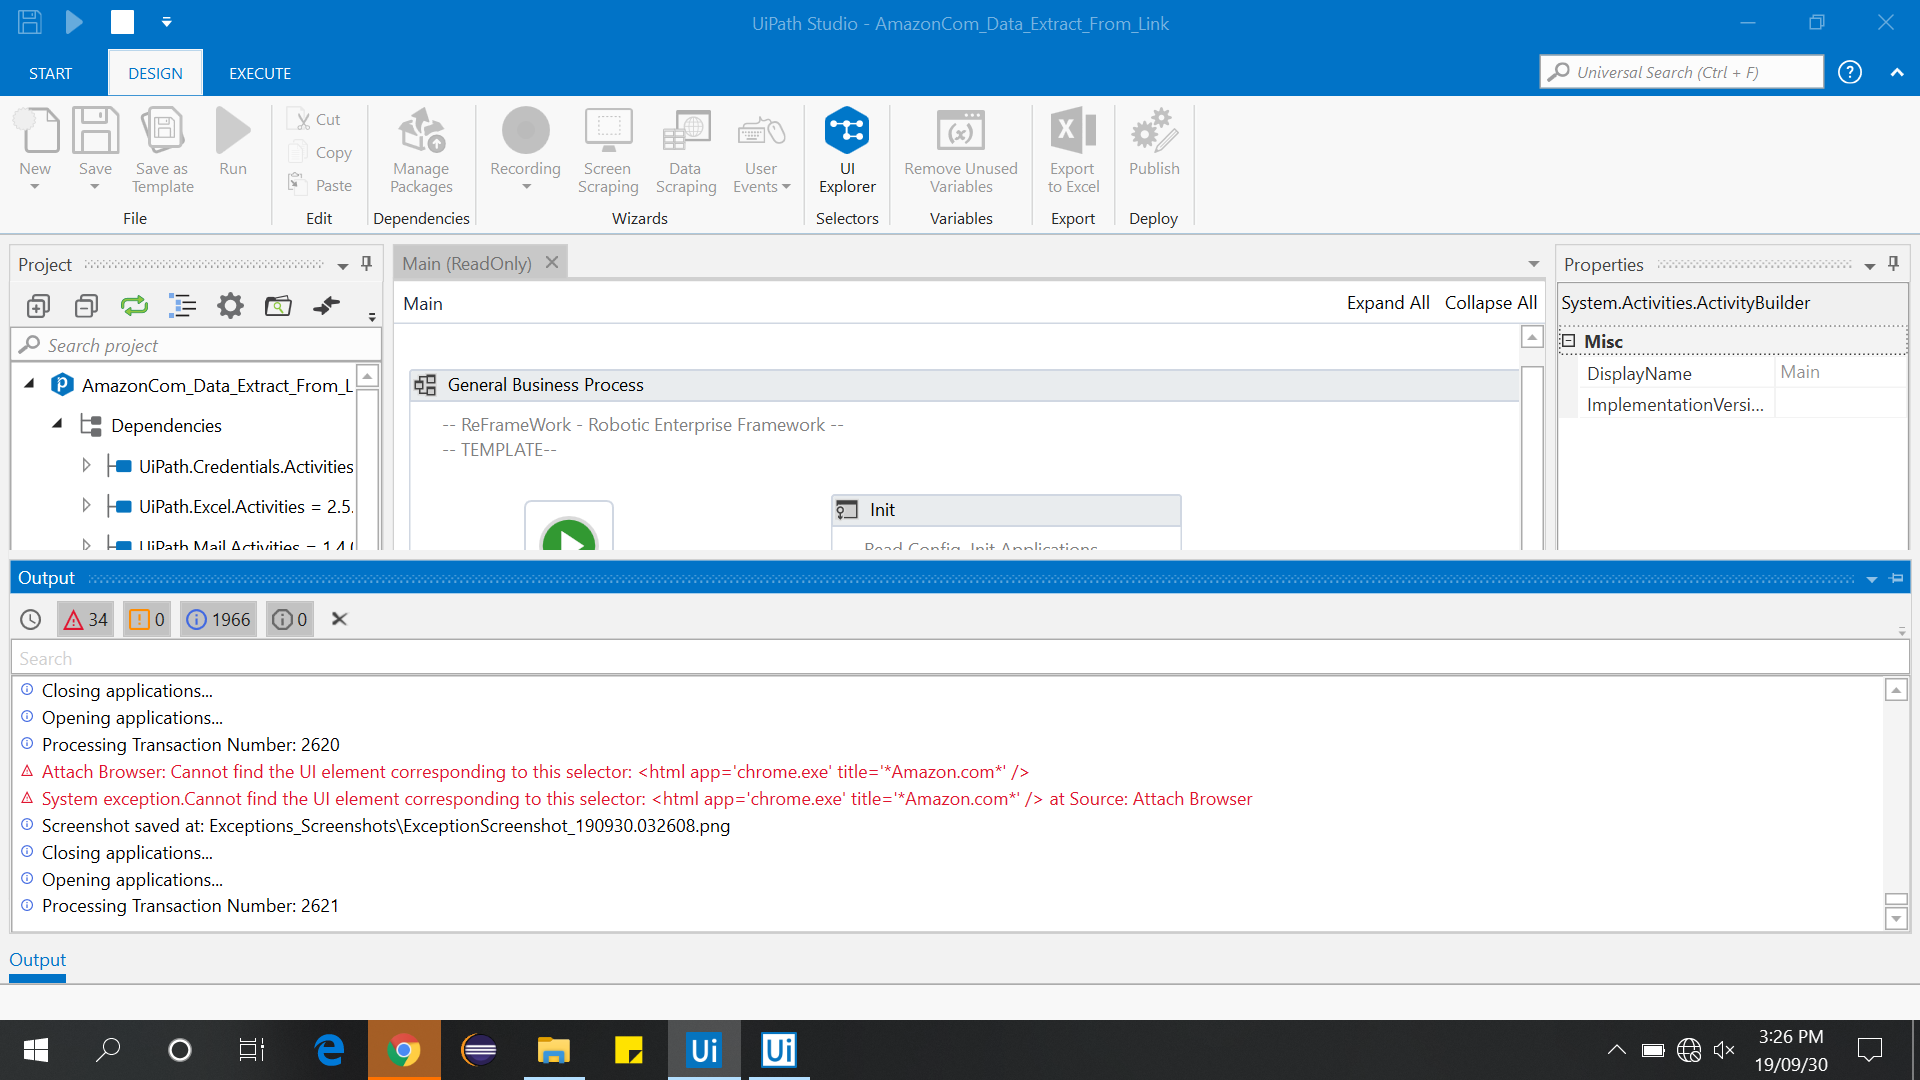 UiPath Studio - AmazonCom_Data_Extract_From_Link
START DESIGN EXECUTE
Universal Search (Ctrl + F)
New Save Save as Template Run
File
Cut
Copy
Paste
Edit
Manage Packages
Dependencies
Recording Screen Scraping Data Scraping User Events
Wizards
UI Explorer
Selectors
Remove Unused Variables
Variables
Export to Excel
Export
Publish
Deploy
Project
Search project
AmazonCom_Data_Extract_From_L
Dependencies
UiPath.Credentials.Activities
UiPath.Excel.Activities = 2.5.
UiPath.Mail.Activities = 1.4.
Main (ReadOnly)
Main
Expand All Collapse All
General Business Process
-- ReFrameWork - Robotic Enterprise Framework --
-- TEMPLATE--
Init
Read Config, Init Applications
Properties
System.Activities.ActivityBuilder
Misc
DisplayName Main
ImplementationVersi...
Output
34 0 1966 0
Search
Closing applications...
Opening applications...
Processing Transaction Number: 2620
Attach Browser: Cannot find the UI element corresponding to this selector: <html app='chrome.exe' title='*Amazon.com*' />
System exception.Cannot find the UI element corresponding to this selector: <html app='chrome.exe' title='*Amazon.com*' /> at Source: Attach Browser
Screenshot saved at: Exceptions_Screenshots\ExceptionScreenshot_190930.032608.png
Closing applications...
Opening applications...
Processing Transaction Number: 2621
Output
Ui Ui
3:26 PM
19/09/30